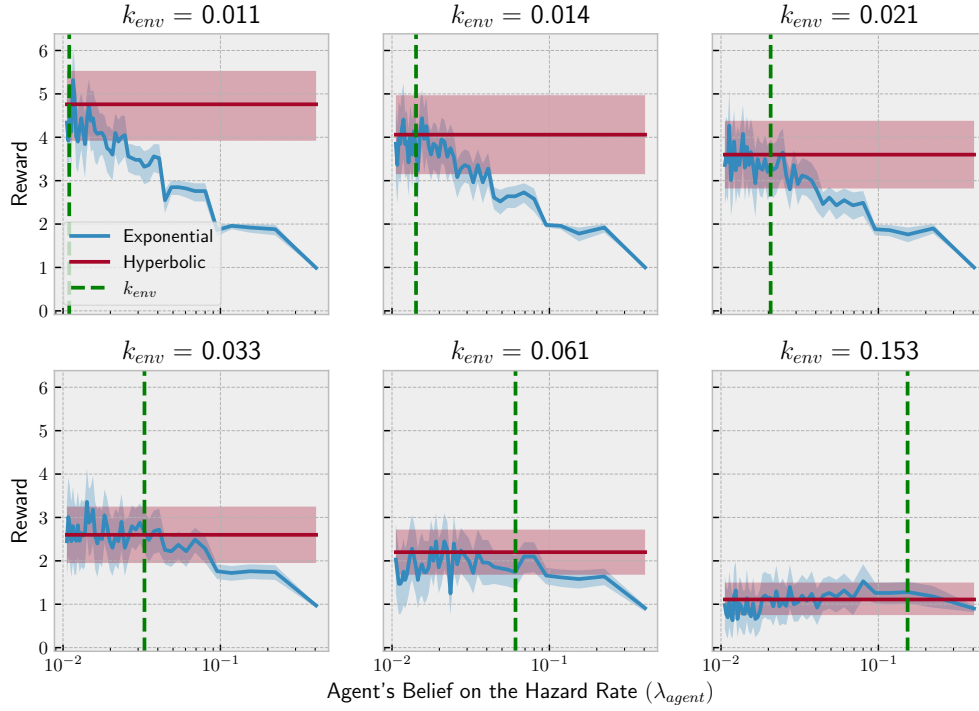 k_env = 0.011
k_env = 0.014
k_env = 0.021
Reward
6
5
4
3
2
1
0
Exponential
Hyperbolic
k_env
k_env = 0.033
k_env = 0.061
k_env = 0.153
Reward
6
5
4
3
2
1
0
10⁻²
10⁻¹
10⁻²
10⁻¹
10⁻²
10⁻¹
Agent's Belief on the Hazard Rate (λ_agent)